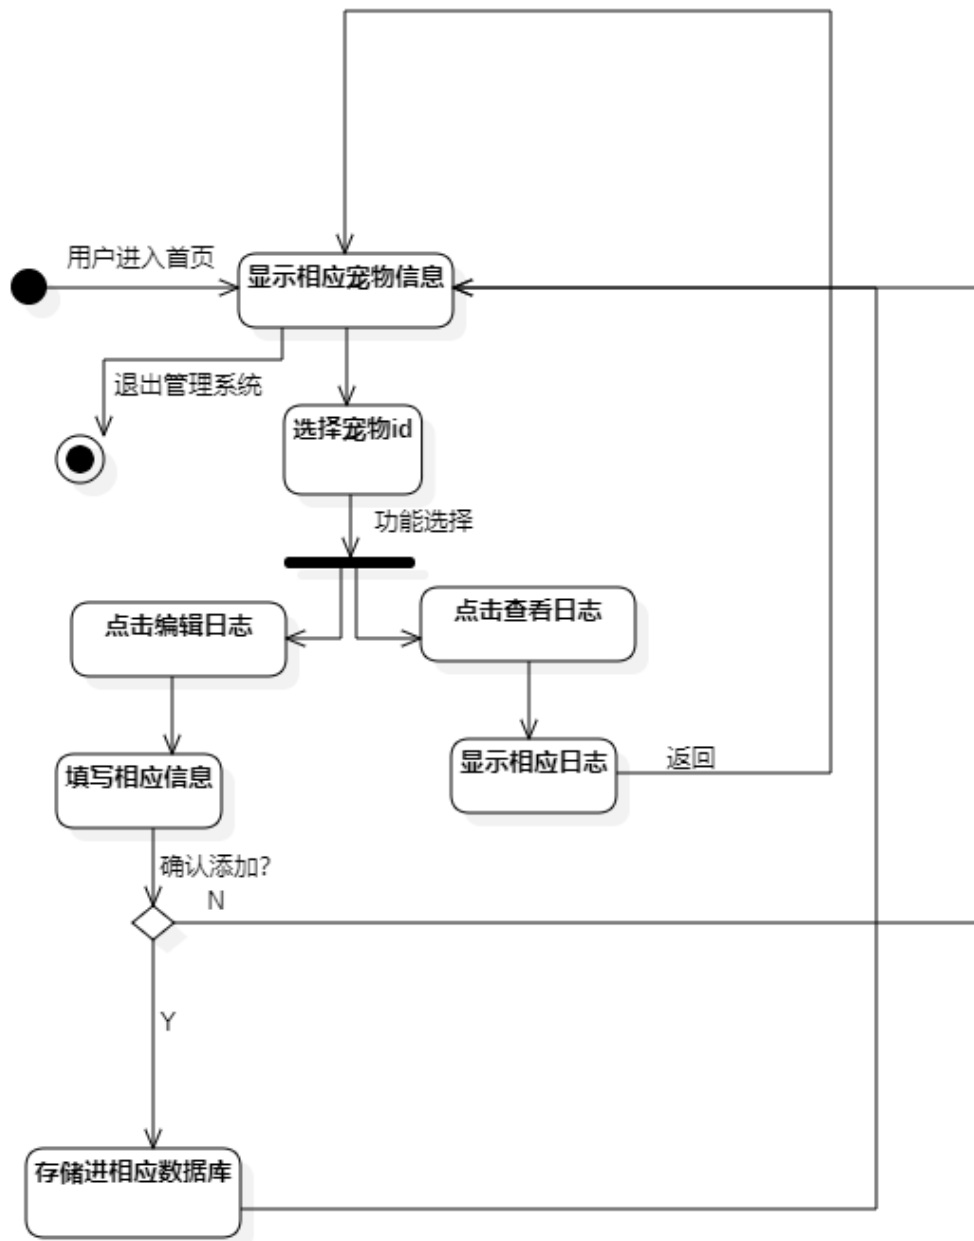 用户进入首页
显示相应宠物信息
退出管理系统
选择宠物id
功能选择
点击编辑日志
点击查看日志
填写相应信息
显示相应日志
返回
确认添加?
N
Y
存储进相应数据库